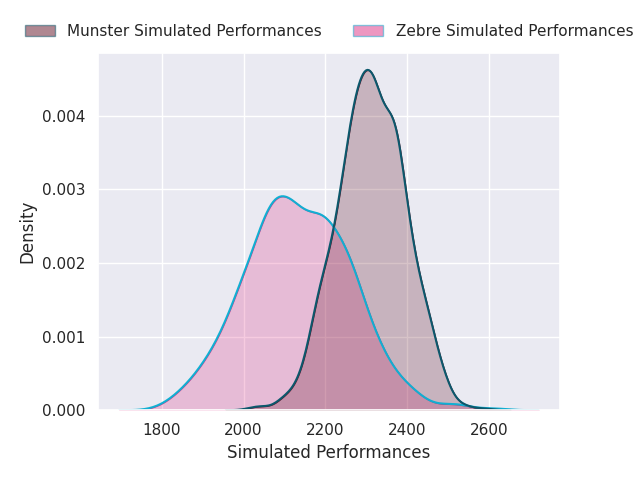 Munster Simulated Performances Zebre Simulated Performances
0.004
0.003
0.002
0.001
0.000
Density
1800 2000 2200 2400 2600
Simulated Performances